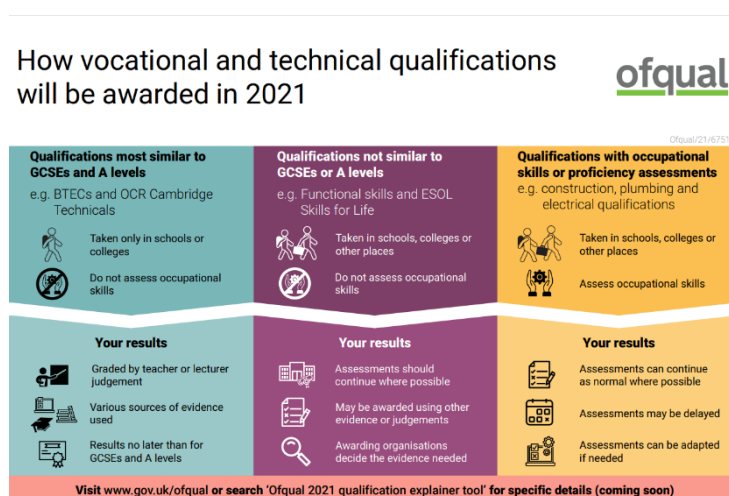 How vocational and technical qualifications
will be awarded in 2021
ofqual
Ofqual/21/6751
Qualifications most similar to
GCSEs and A levels
e.g. BTECs and OCR Cambridge
Technicals
Taken only in schools or
colleges
Do not assess occupational
skills
Your results
Graded by teacher or lecturer
judgement
Various sources of evidence
used
Results no later than for
GCSEs and A levels
Qualifications not similar to
GCSEs or A levels
e.g. Functional skills and ESOL
Skills for Life
Taken in schools, colleges or
other places
Do not assess occupational
skills
Your results
Assessments should
continue where possible
May be awarded using other
evidence or judgements
Awarding organisations
decide the evidence needed
Qualifications with occupational
skills or proficiency assessments
e.g. construction, plumbing and
electrical qualifications
Taken in schools, colleges or
other places
Assess occupational skills
Your results
Assessments can continue
as normal where possible
Assessments may be delayed
Assessments can be adapted
if needed
Visit www.gov.uk/ofqual or search 'Ofqual 2021 qualification explainer tool' for specific details (coming soon)